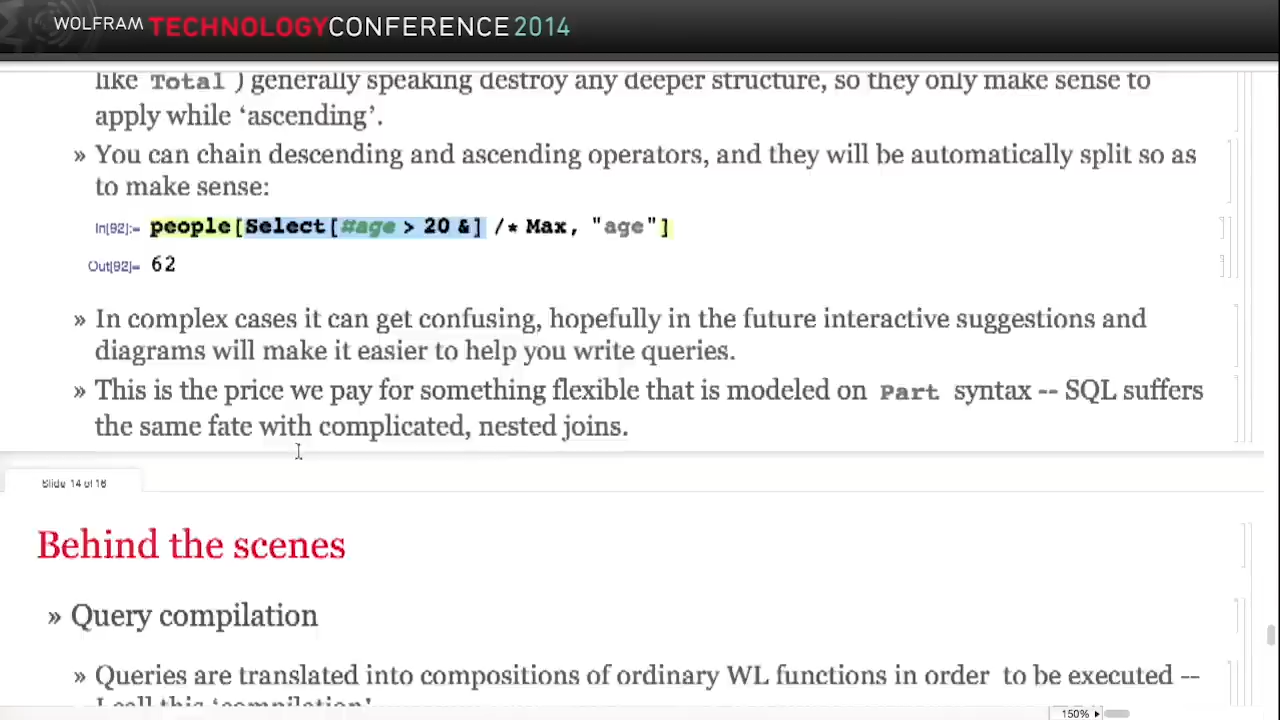 WOLFRAM TECHNOLOGYCONFERENCE 2014
like Total ) generally speaking destroy any deeper structure, so they only make sense to
apply while ‘ascending’.
» You can chain descending and ascending operators, and they will be automatically split so as
to make sense:
In[92]:= people[Select[#age > 20 &] /* Max, "age"]
Out[92]= 62
» In complex cases it can get confusing, hopefully in the future interactive suggestions and
diagrams will make it easier to help you write queries.
» This is the price we pay for something flexible that is modeled on Part syntax -- SQL suffers
the same fate with complicated, nested joins.
Slide 14 of 16
Behind the scenes
» Query compilation
» Queries are translated into compositions of ordinary WL functions in order to be executed --
I call this ‘compilation’
150%